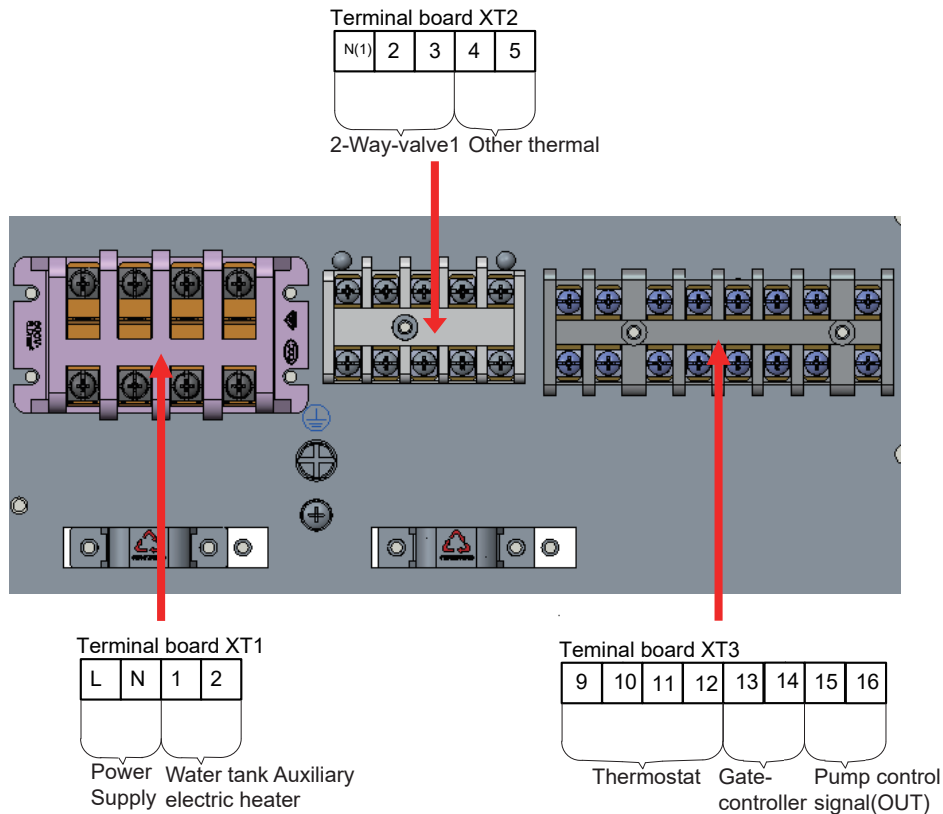 Terminal board XT2
N(1) 2 3 4 5
2-Way-valve1 Other thermal
Terminal board XT1
L N 1 2
Power Supply
Water tank Auxiliary electric heater
Teminal board XT3
9 10 11 12 13 14 15 16
Thermostat
Gate-controller
Pump control signal(OUT)